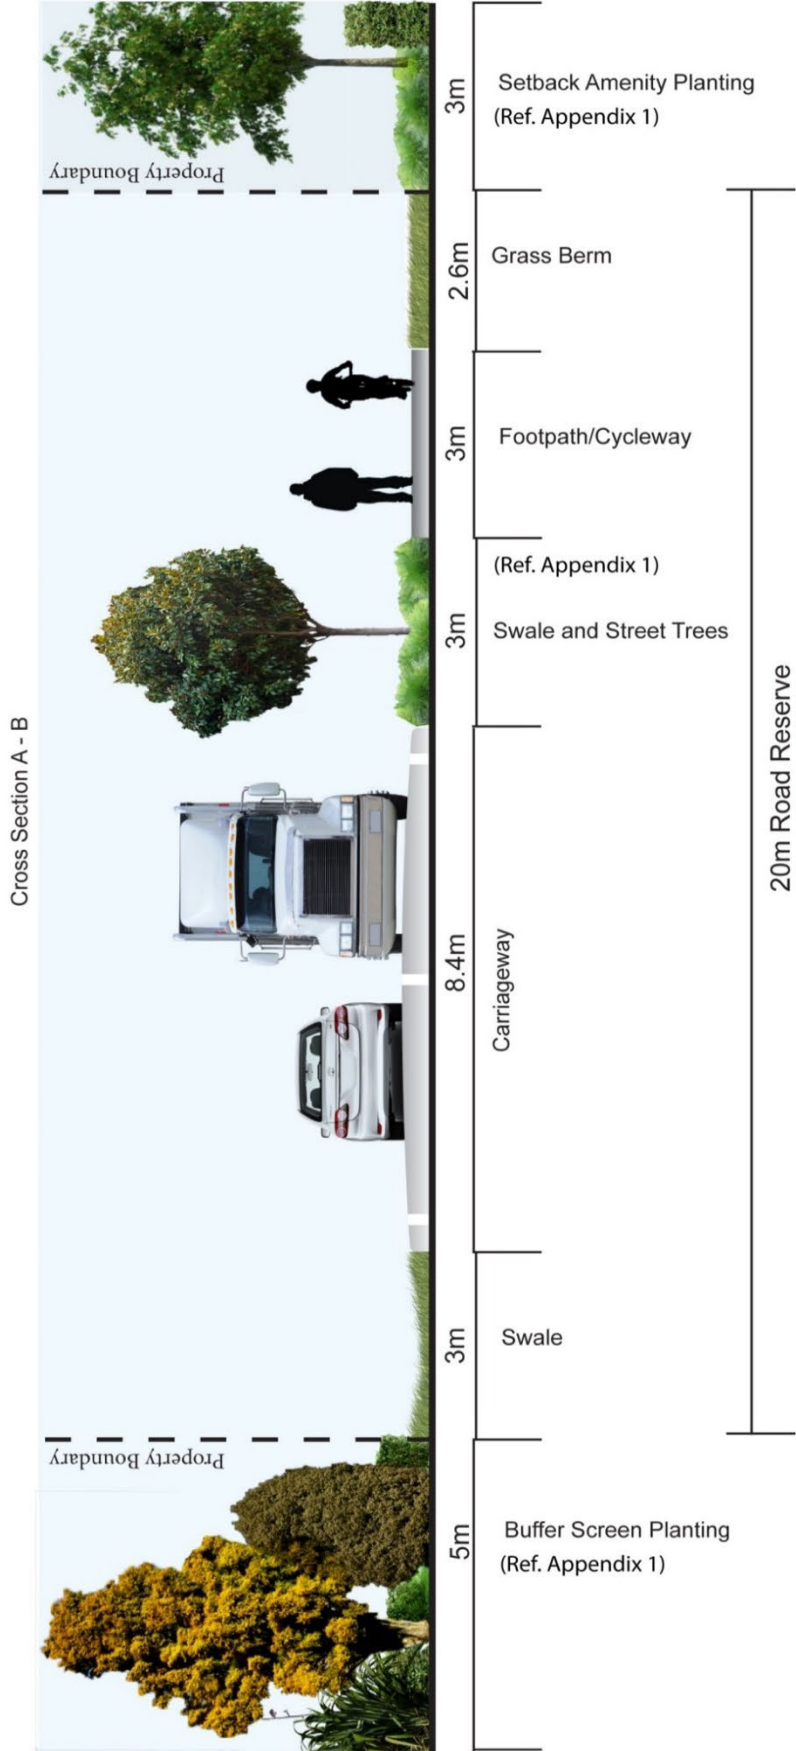 Cross Section A - B
3m
Setback Amenity Planting
(Ref. Appendix 1)
Property Boundary
2.6m
Grass Berm
3m
Footpath/Cycleway
(Ref. Appendix 1)
3m
Swale and Street Trees
8.4m
Carriageway
20m Road Reserve
3m
Swale
Property Boundary
5m
Buffer Screen Planting
(Ref. Appendix 1)